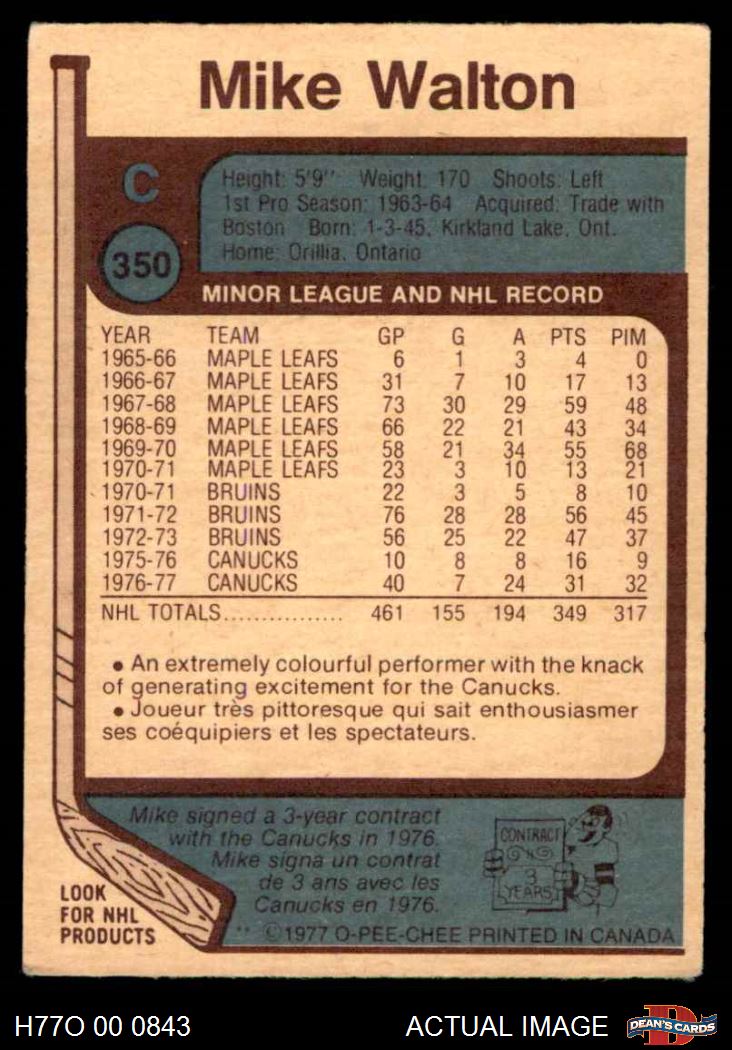 Mike Walton
C
350
Height: 5'9" Weight: 170 Shoots: Left
1st Pro Season: 1963-64 Acquired: Trade with
Boston Born: 1-3-45, Kirkland Lake, Ont.
Home: Orillia, Ontario
MINOR LEAGUE AND NHL RECORD
YEAR TEAM GP G A PTS PIM
1965-66 MAPLE LEAFS 6 1 3 4 0
1966-67 MAPLE LEAFS 31 7 10 17 13
1967-68 MAPLE LEAFS 73 30 29 59 48
1968-69 MAPLE LEAFS 66 22 21 43 34
1969-70 MAPLE LEAFS 58 21 34 55 68
1970-71 MAPLE LEAFS 23 3 10 13 21
1970-71 BRUINS 22 3 5 8 10
1971-72 BRUINS 76 28 28 56 45
1972-73 BRUINS 56 25 22 47 37
1975-76 CANUCKS 10 8 8 16 9
1976-77 CANUCKS 40 7 24 31 32
NHL TOTALS................ 461 155 194 349 317
• An extremely colourful performer with the knack
of generating excitement for the Canucks.
• Joueur très pittoresque qui sait enthousiasmer
ses coéquipiers et les spectateurs.
Mike signed a 3-year contract
with the Canucks in 1976.
Mike signa un contrat
de 3 ans avec les
Canucks en 1976.
CONTRACT
3
YEARS
LOOK
FOR NHL
PRODUCTS
** ©1977 O-PEE-CHEE PRINTED IN CANADA
H77O 00 0843
ACTUAL IMAGE
D
DEAN'S CARDS